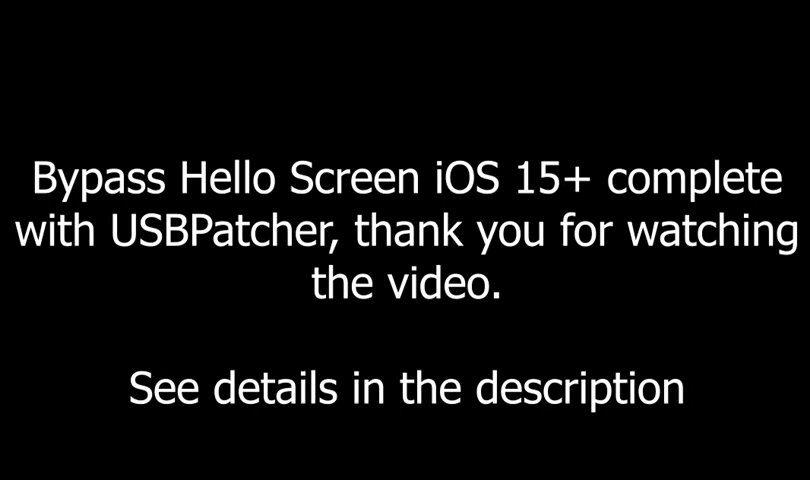 Bypass Hello Screen iOS 15+ complete
with USBPatcher, thank you for watching
the video.
See details in the description